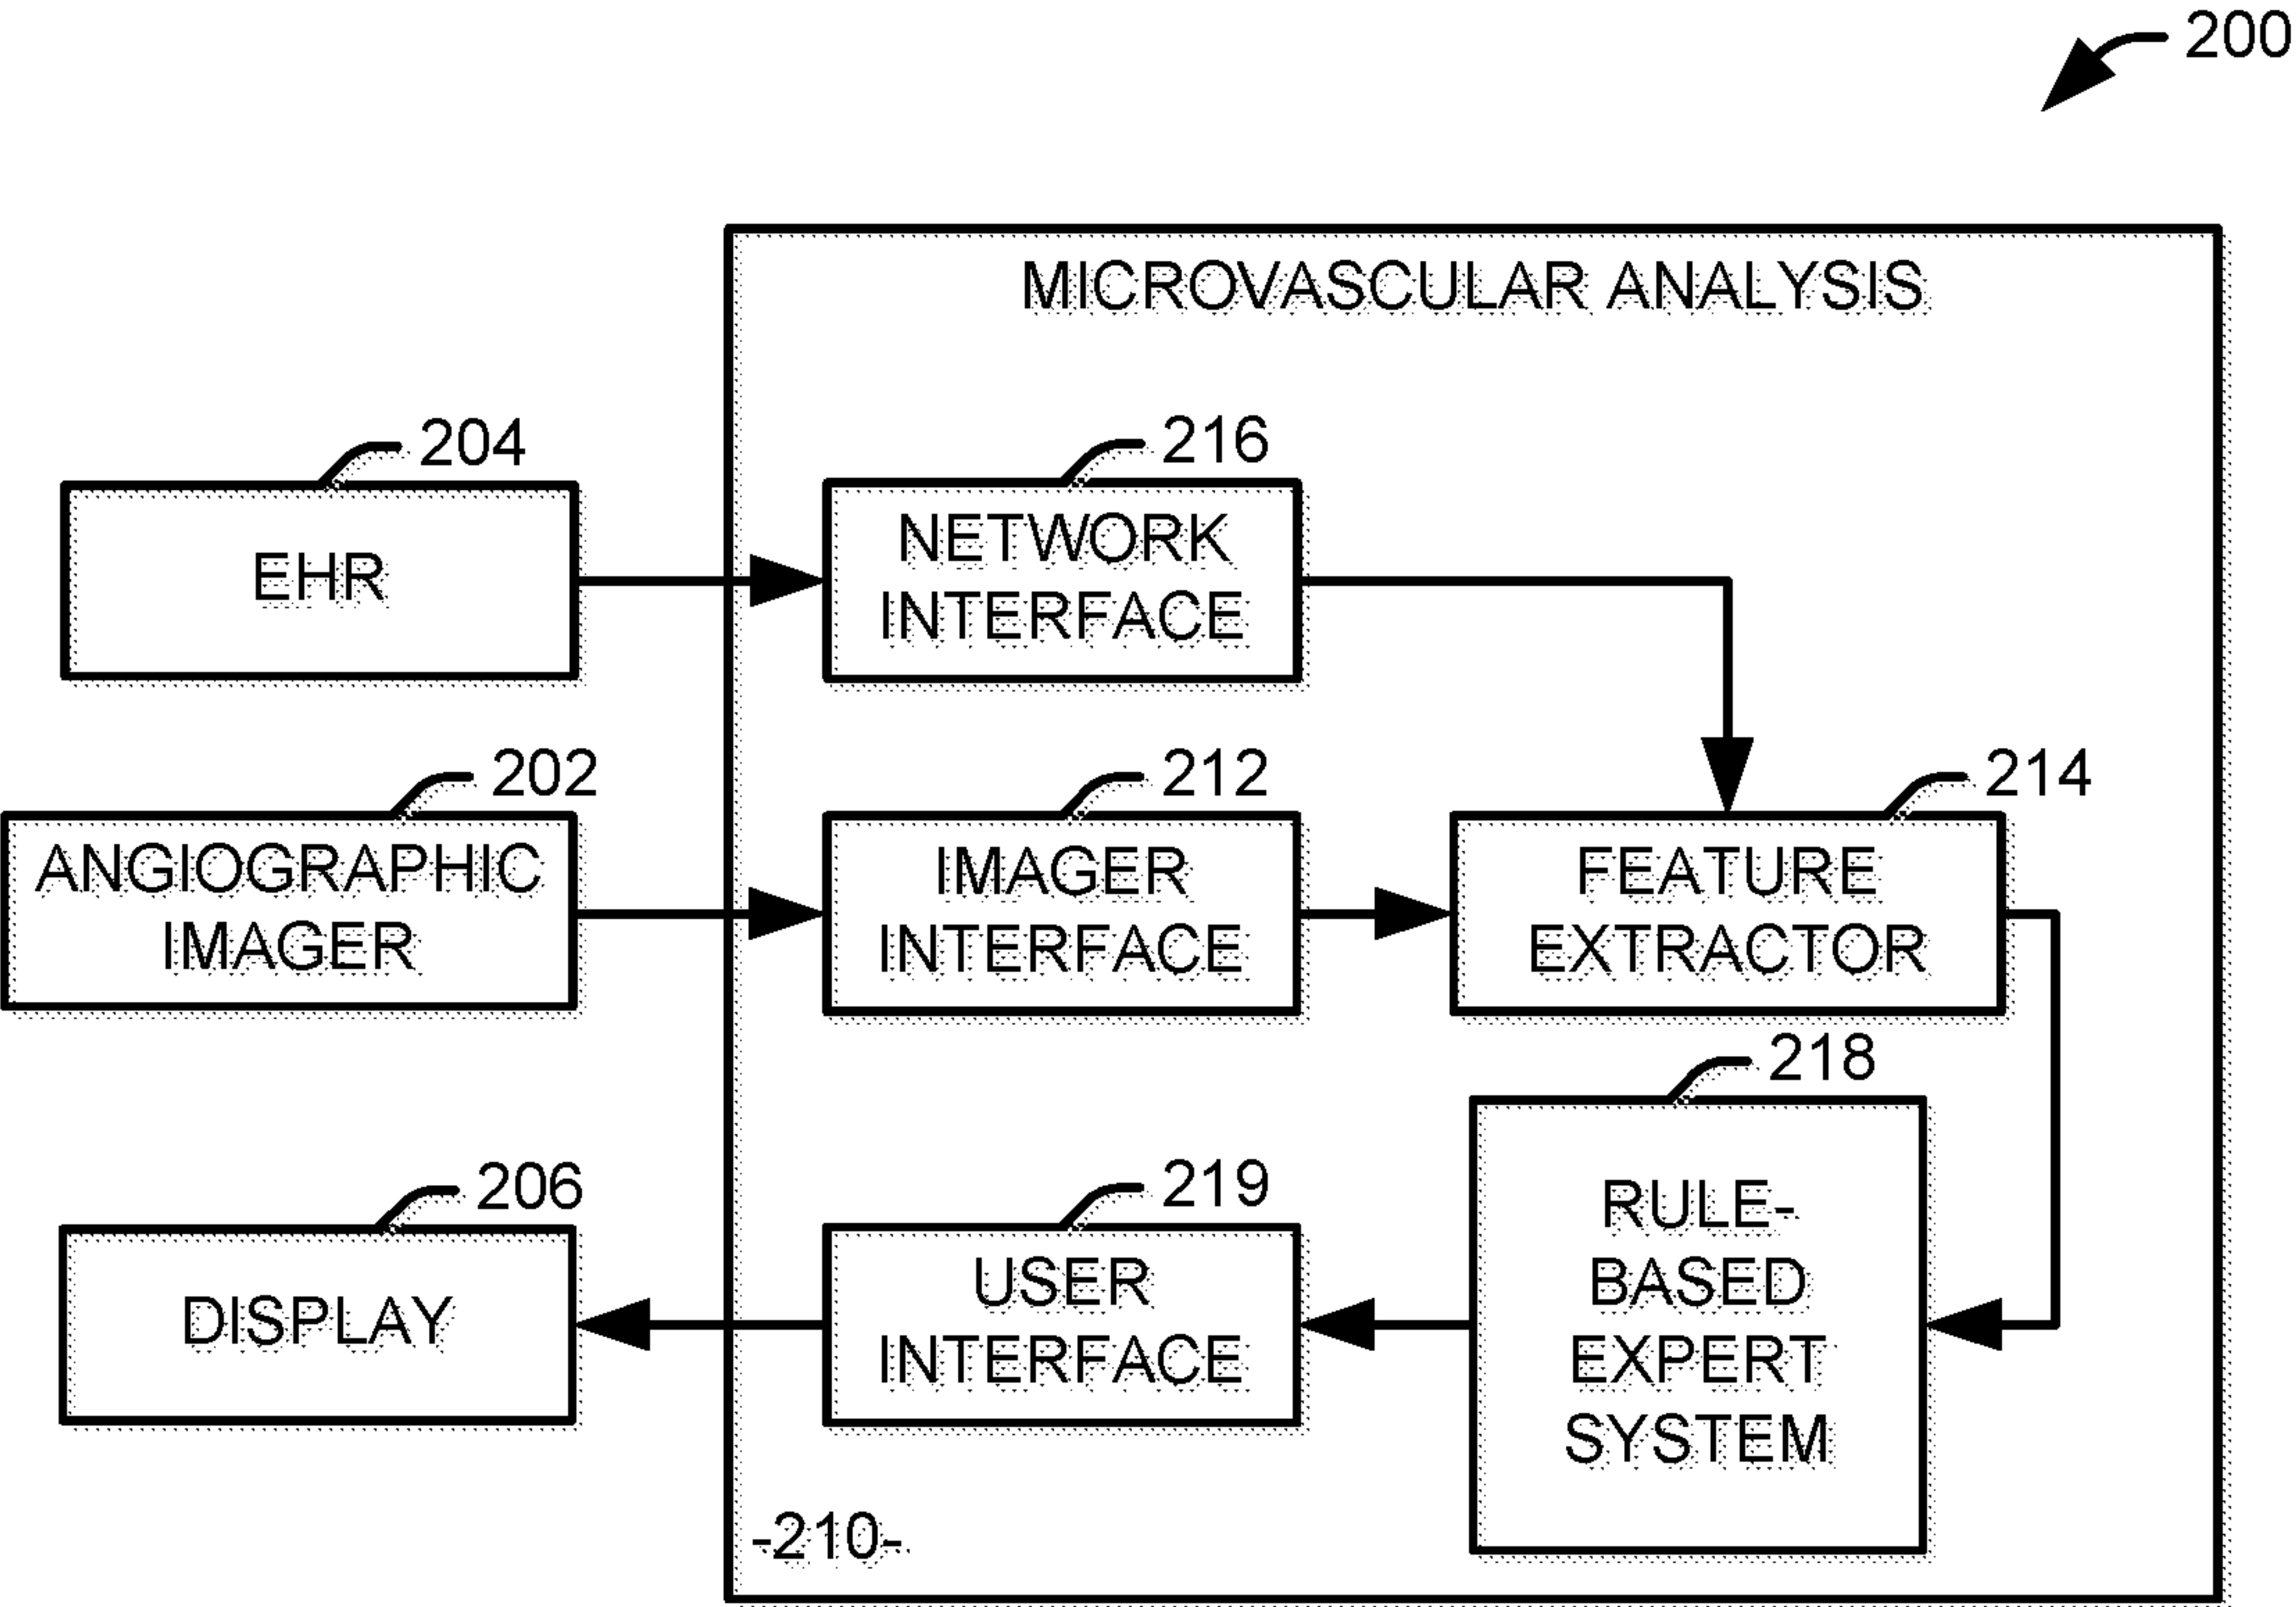 200
MICROVASCULAR ANALYSIS
204
EHR
216
NETWORK
INTERFACE
202
ANGIOGRAPHIC
IMAGER
212
IMAGER
INTERFACE
214
FEATURE
EXTRACTOR
218
RULE-
BASED
EXPERT
SYSTEM
219
USER
INTERFACE
206
DISPLAY
-210-